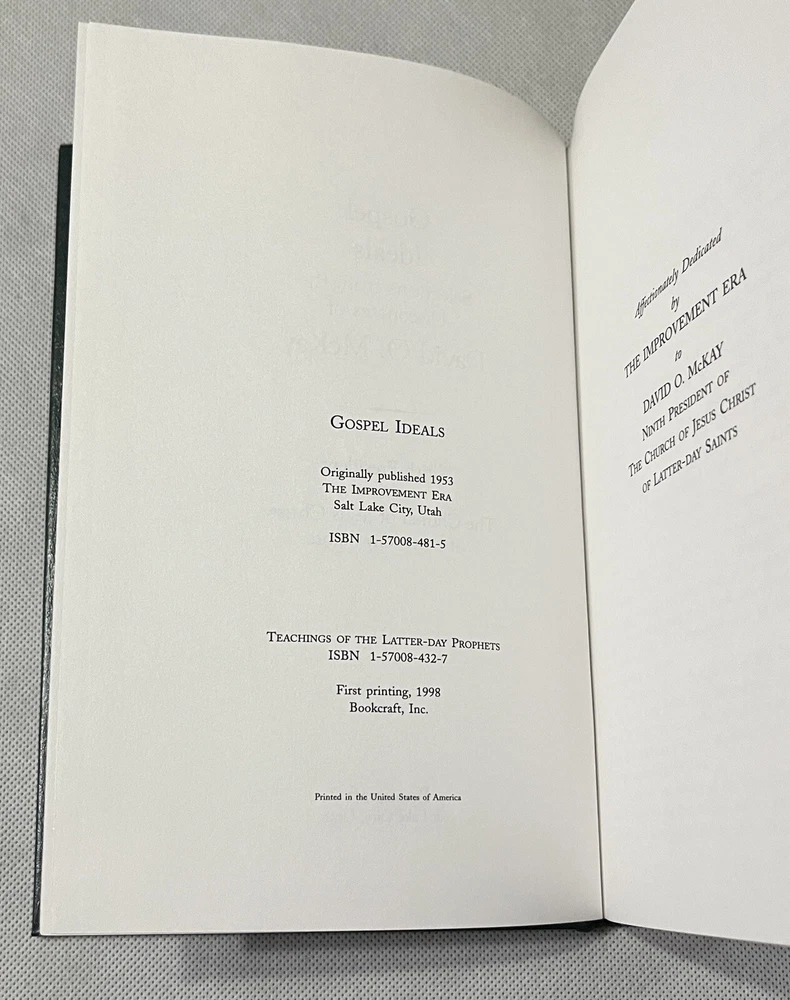 GOSPEL IDEALS
Originally published 1953
THE IMPROVEMENT ERA
Salt Lake City, Utah
ISBN 1-57008-481-5
TEACHINGS OF THE LATTER-DAY PROPHETS
ISBN 1-57008-432-7
First printing, 1998
Bookcraft, Inc.
Printed in the United States of America
Affectionately Dedicated
by
THE IMPROVEMENT ERA
to
DAVID O. McKAY
NINTH PRESIDENT OF
THE CHURCH OF JESUS CHRIST
OF LATTER-DAY SAINTS